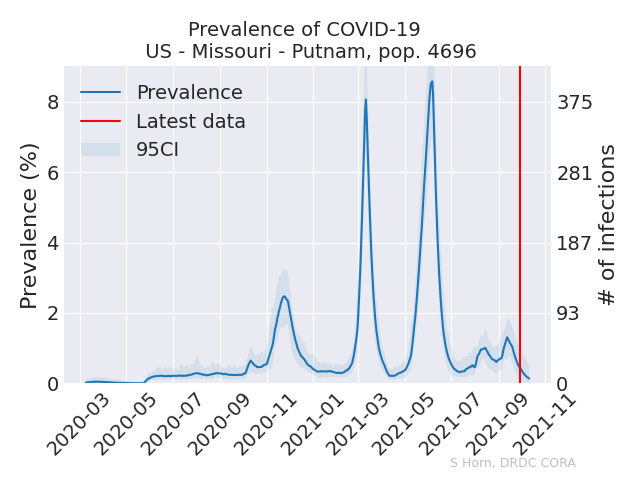 Prevalence of COVID-19
US - Missouri - Putnam, pop. 4696
Prevalence
Latest data
95CI
Prevalence (%)
8
6
4
2
0
375
281
187
93
0
# of infections
2020-03
2020-05
2020-07
2020-09
2020-11
2021-01
2021-03
2021-05
2021-07
2021-09
2021-11
S Horn, DRDC CORA